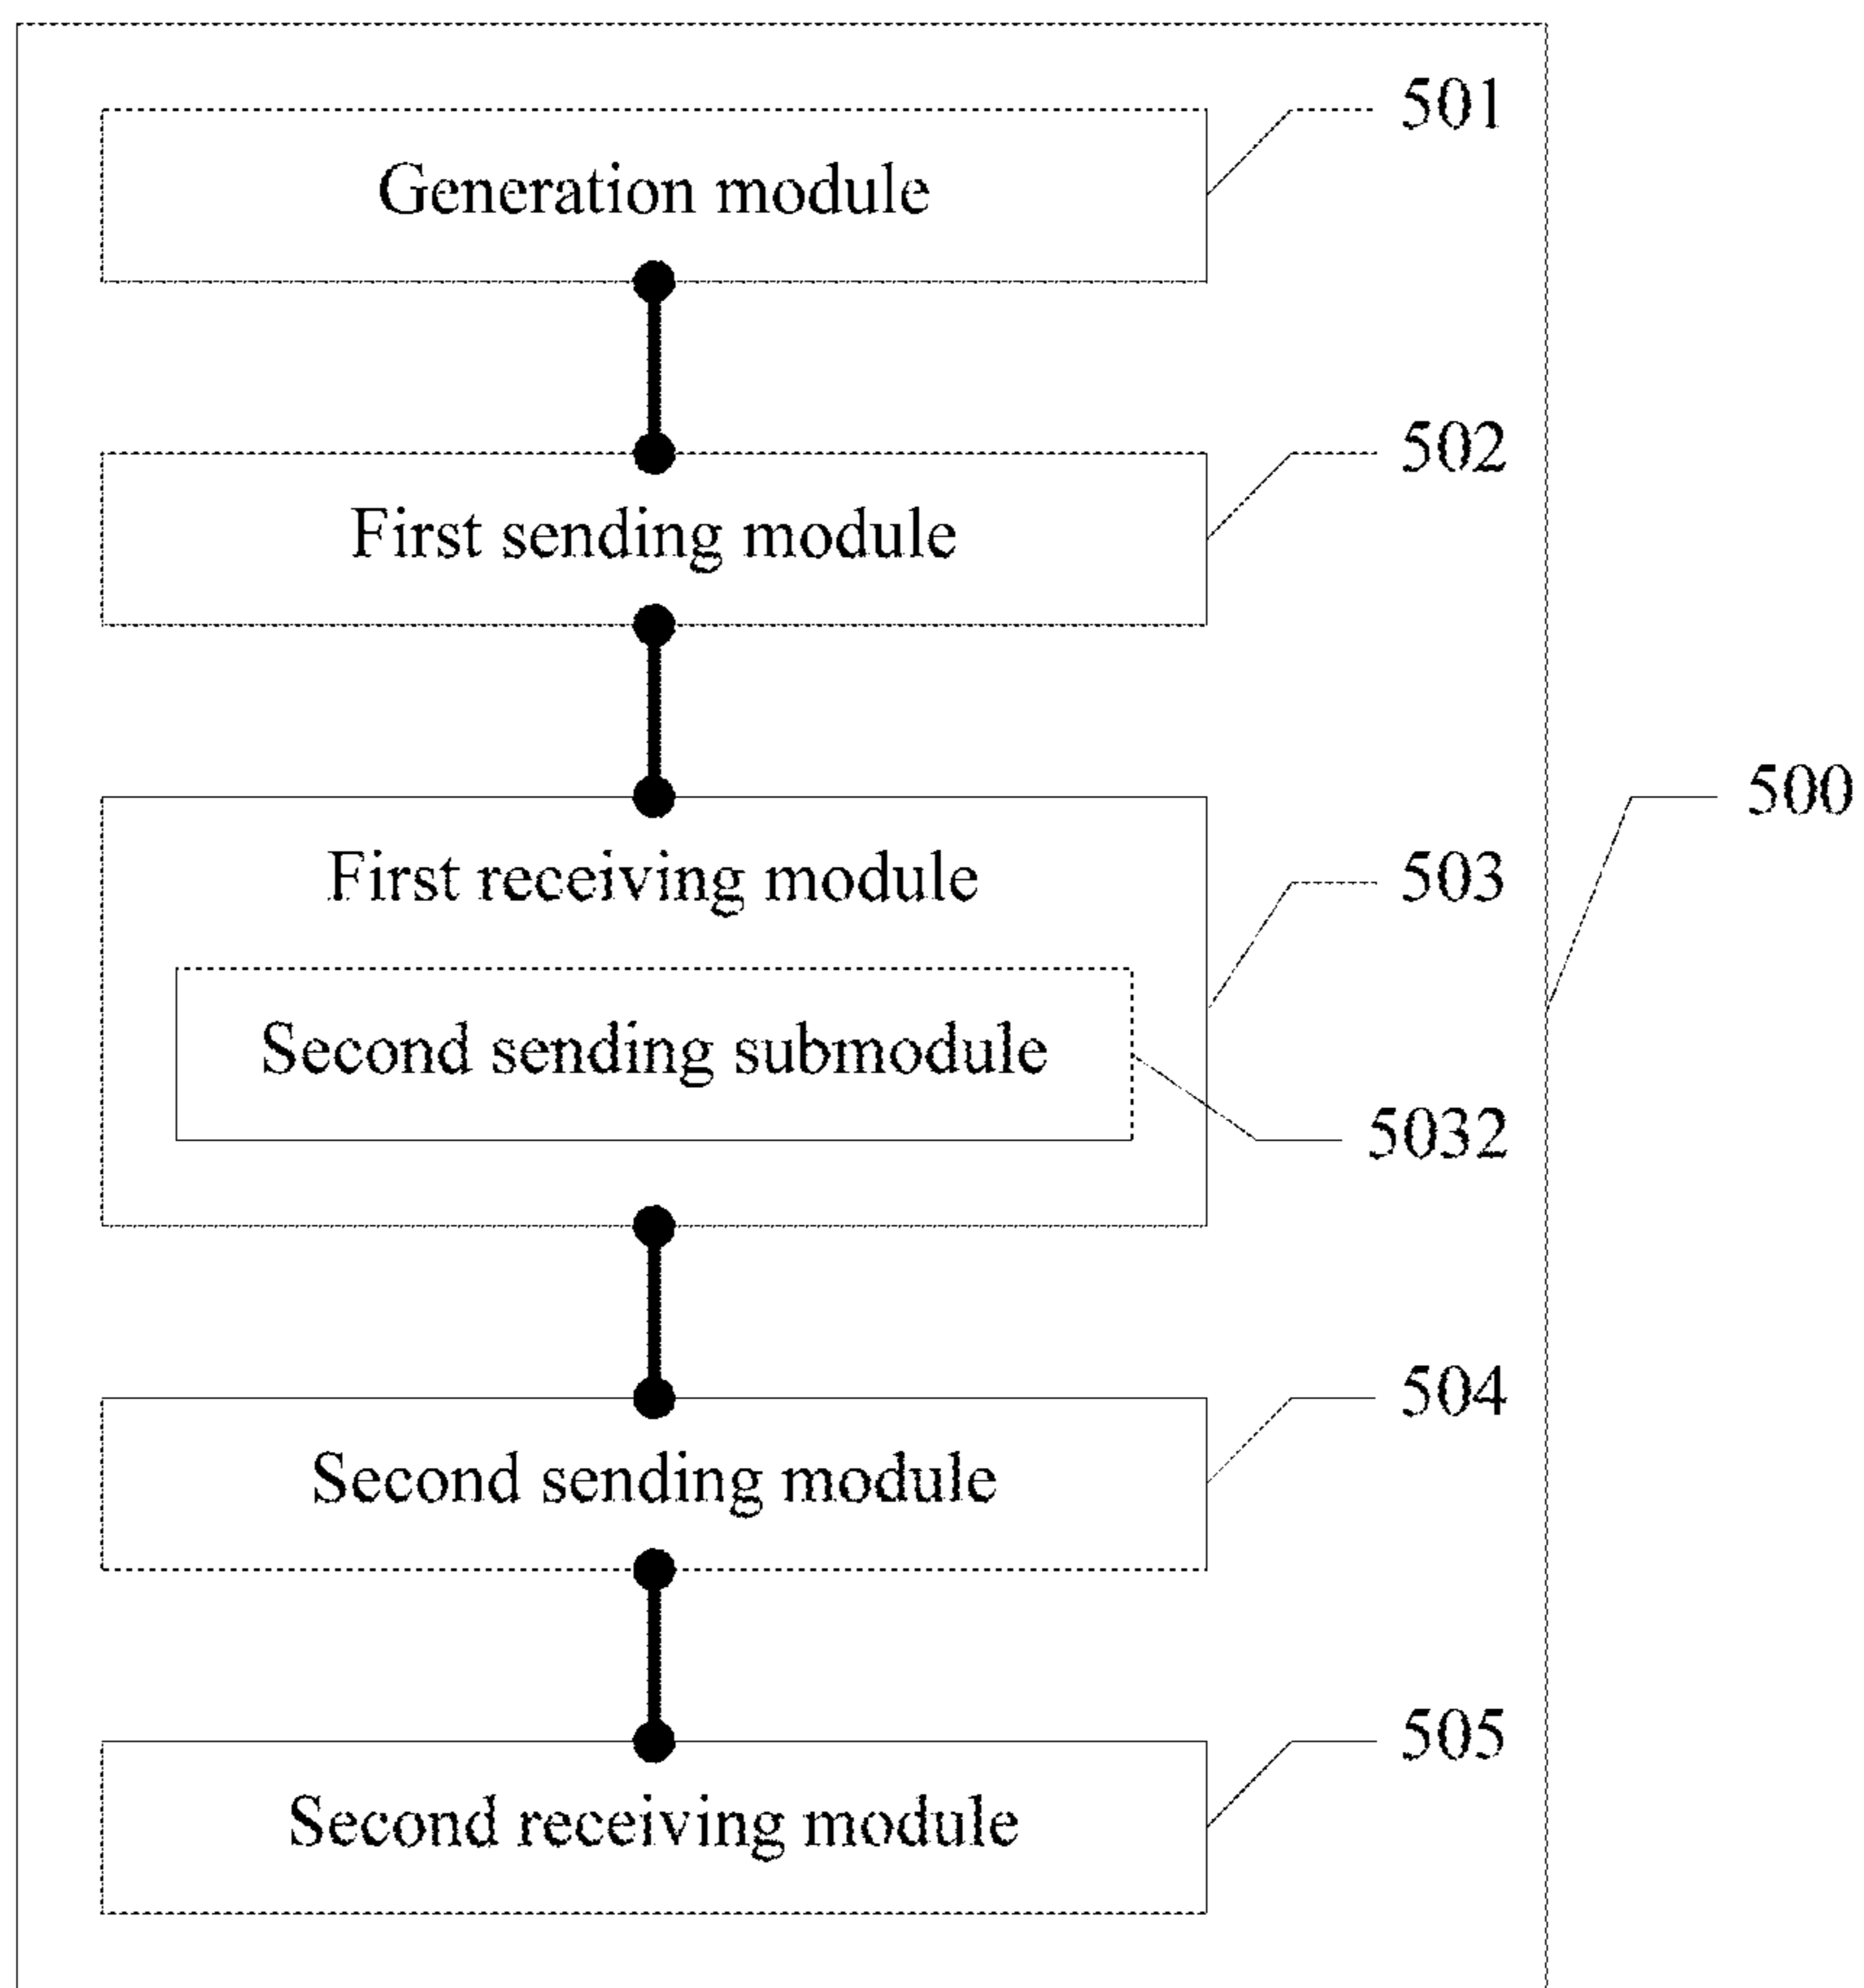 501
Generation module
502
First sending module
500
First receiving module
503
Second sending submodule
5032
504
Second sending module
505
Second receiving module